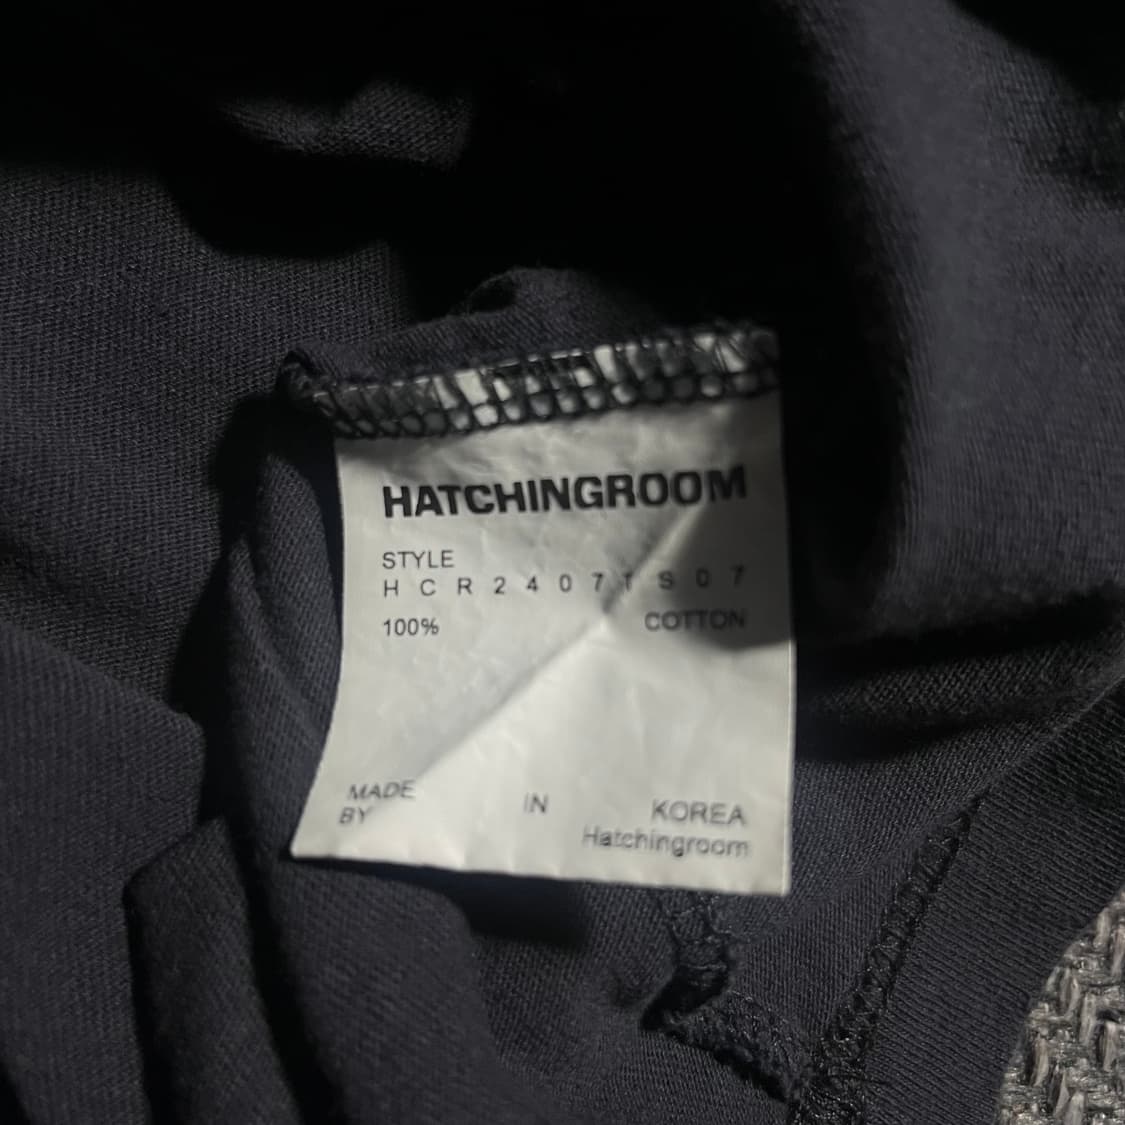 HATCHINGROOM
STYLE
H C R 2 4 0 7 T S 0 7
100% COTTON
MADE IN KOREA
BY Hatchingroom